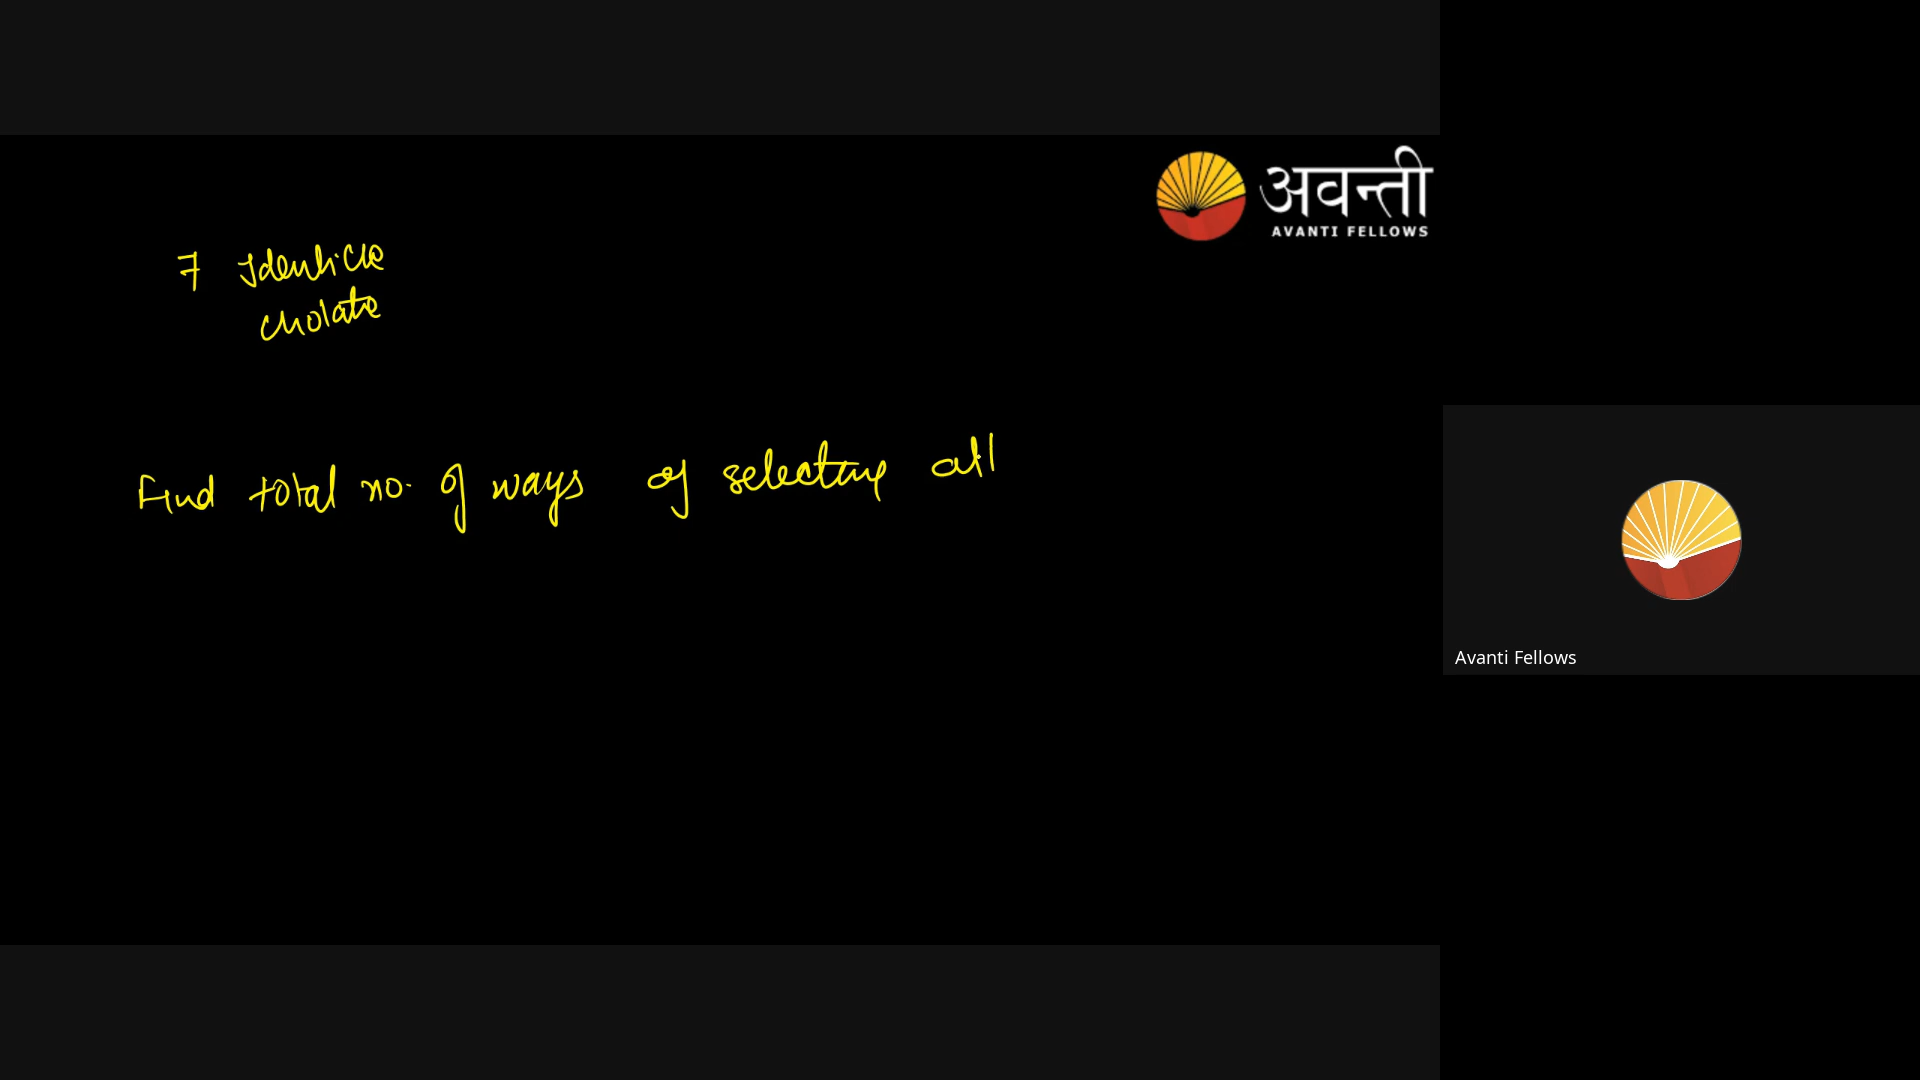 अवन्ती
AVANTI FELLOWS
7 Identicle
cholate
Find total no. of ways of selecting all
Avanti Fellows